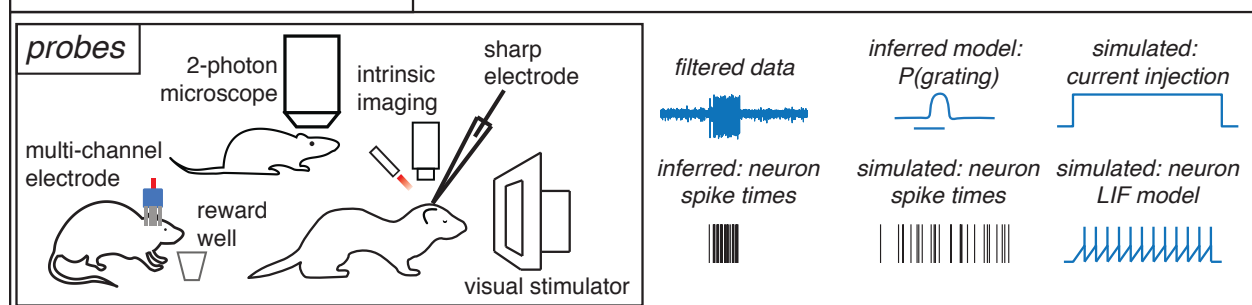 probes
2-photon
microscope
intrinsic
imaging
sharp
electrode
multi-channel
electrode
reward
well
visual stimulator
filtered data
inferred model:
P(grating)
simulated:
current injection
inferred: neuron
spike times
simulated: neuron
spike times
simulated: neuron
LIF model